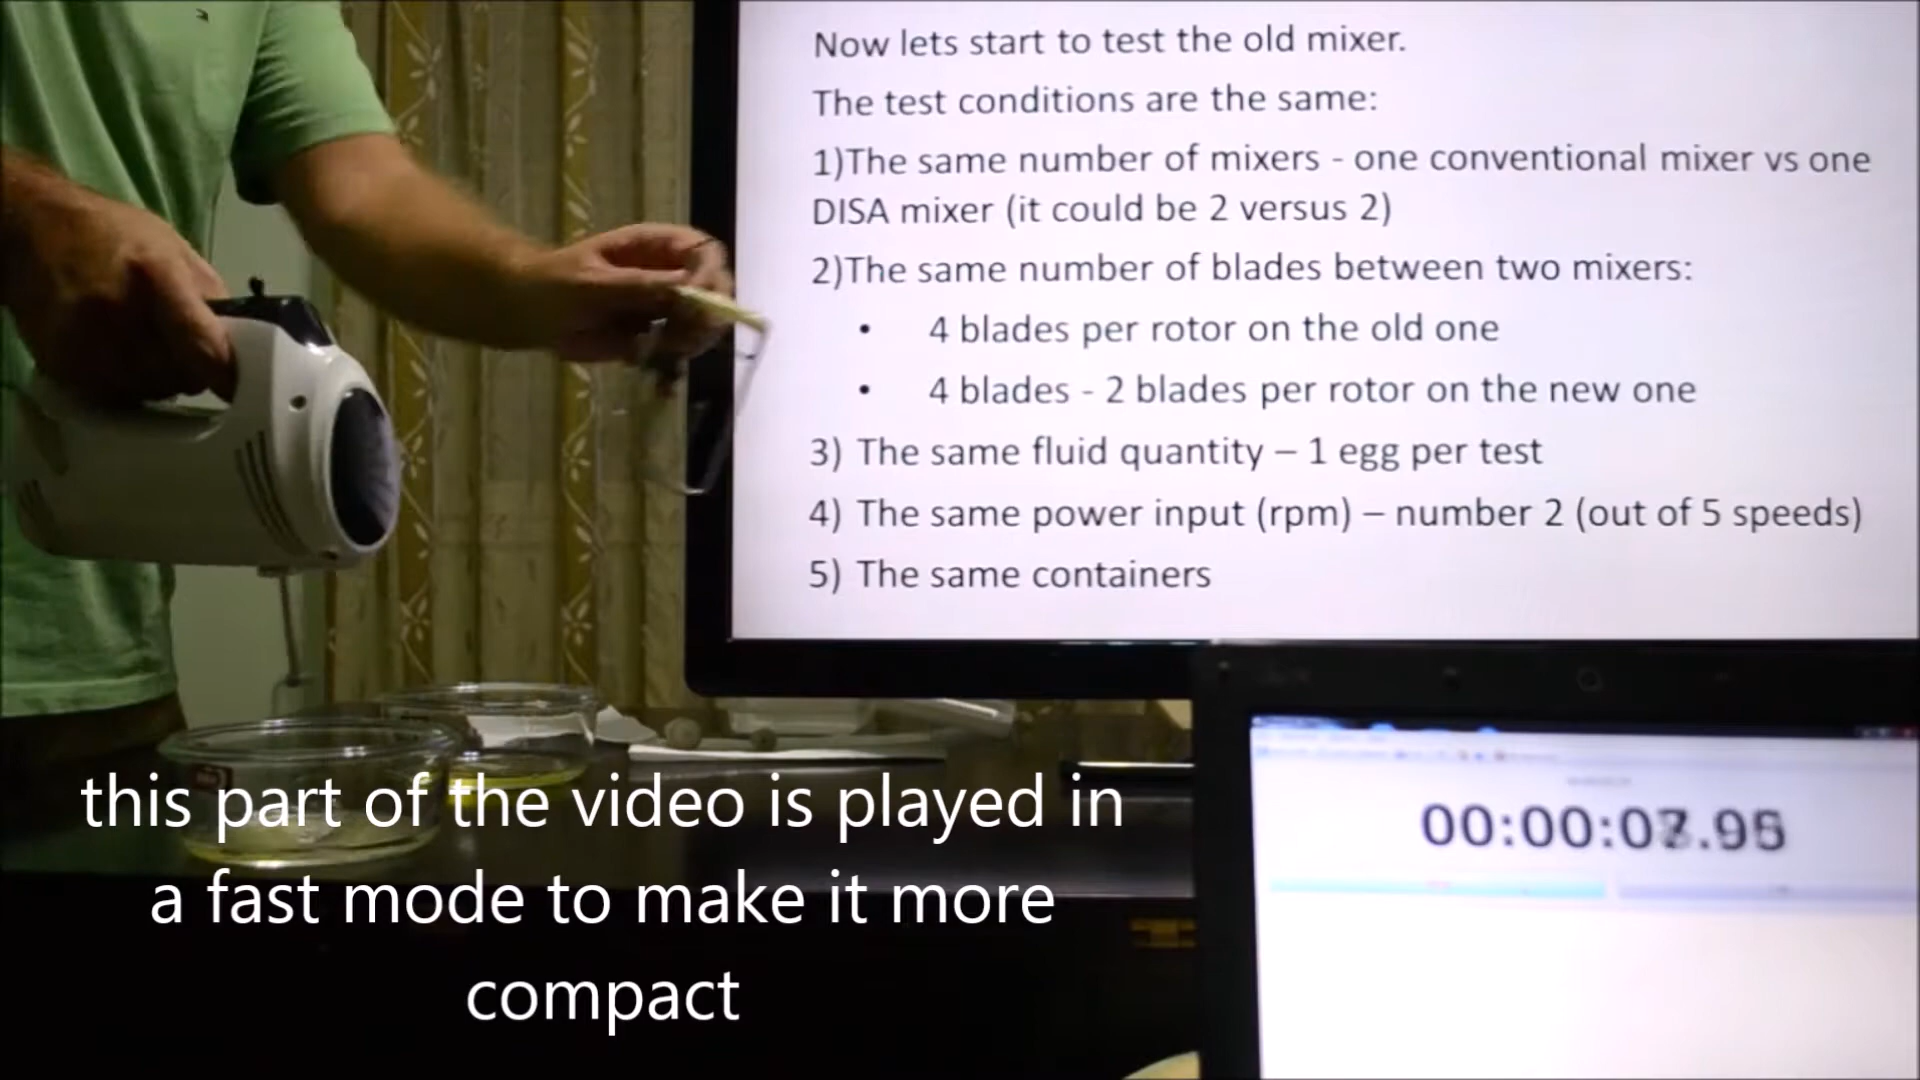 Now lets start to test the old mixer.
The test conditions are the same:
1)The same number of mixers - one conventional mixer vs one
DISA mixer (it could be 2 versus 2)
2)The same number of blades between two mixers:
• 4 blades per rotor on the old one
• 4 blades - 2 blades per rotor on the new one
3) The same fluid quantity – 1 egg per test
4) The same power input (rpm) – number 2 (out of 5 speeds)
5) The same containers
this part of the video is played in
a fast mode to make it more
compact